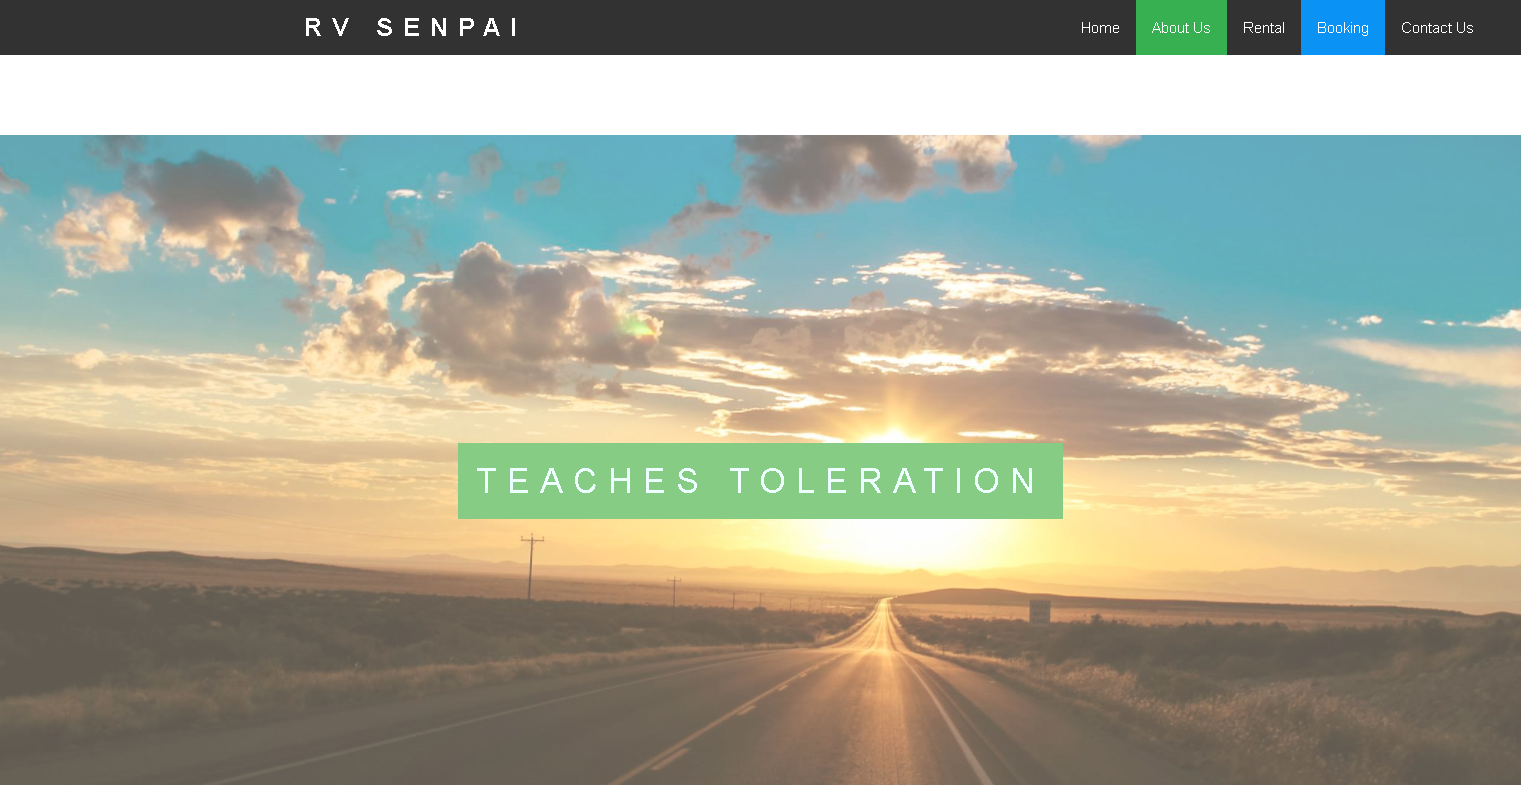 RV SENPAI
Home About Us Rental Booking Contact Us
TEACHES TOLERATION